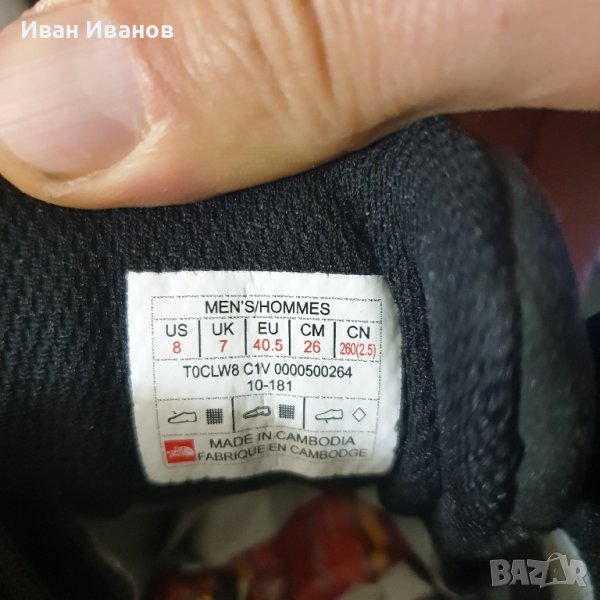 Иван Иванов
MEN'S/HOMMES
US UK EU CM CN
8 7 40.5 26 260(2.5)
T0CLW8 C1V 0000500264
10-181
MADE IN CAMBODIA
FABRIQUE EN CAMBODGE
BAZAR